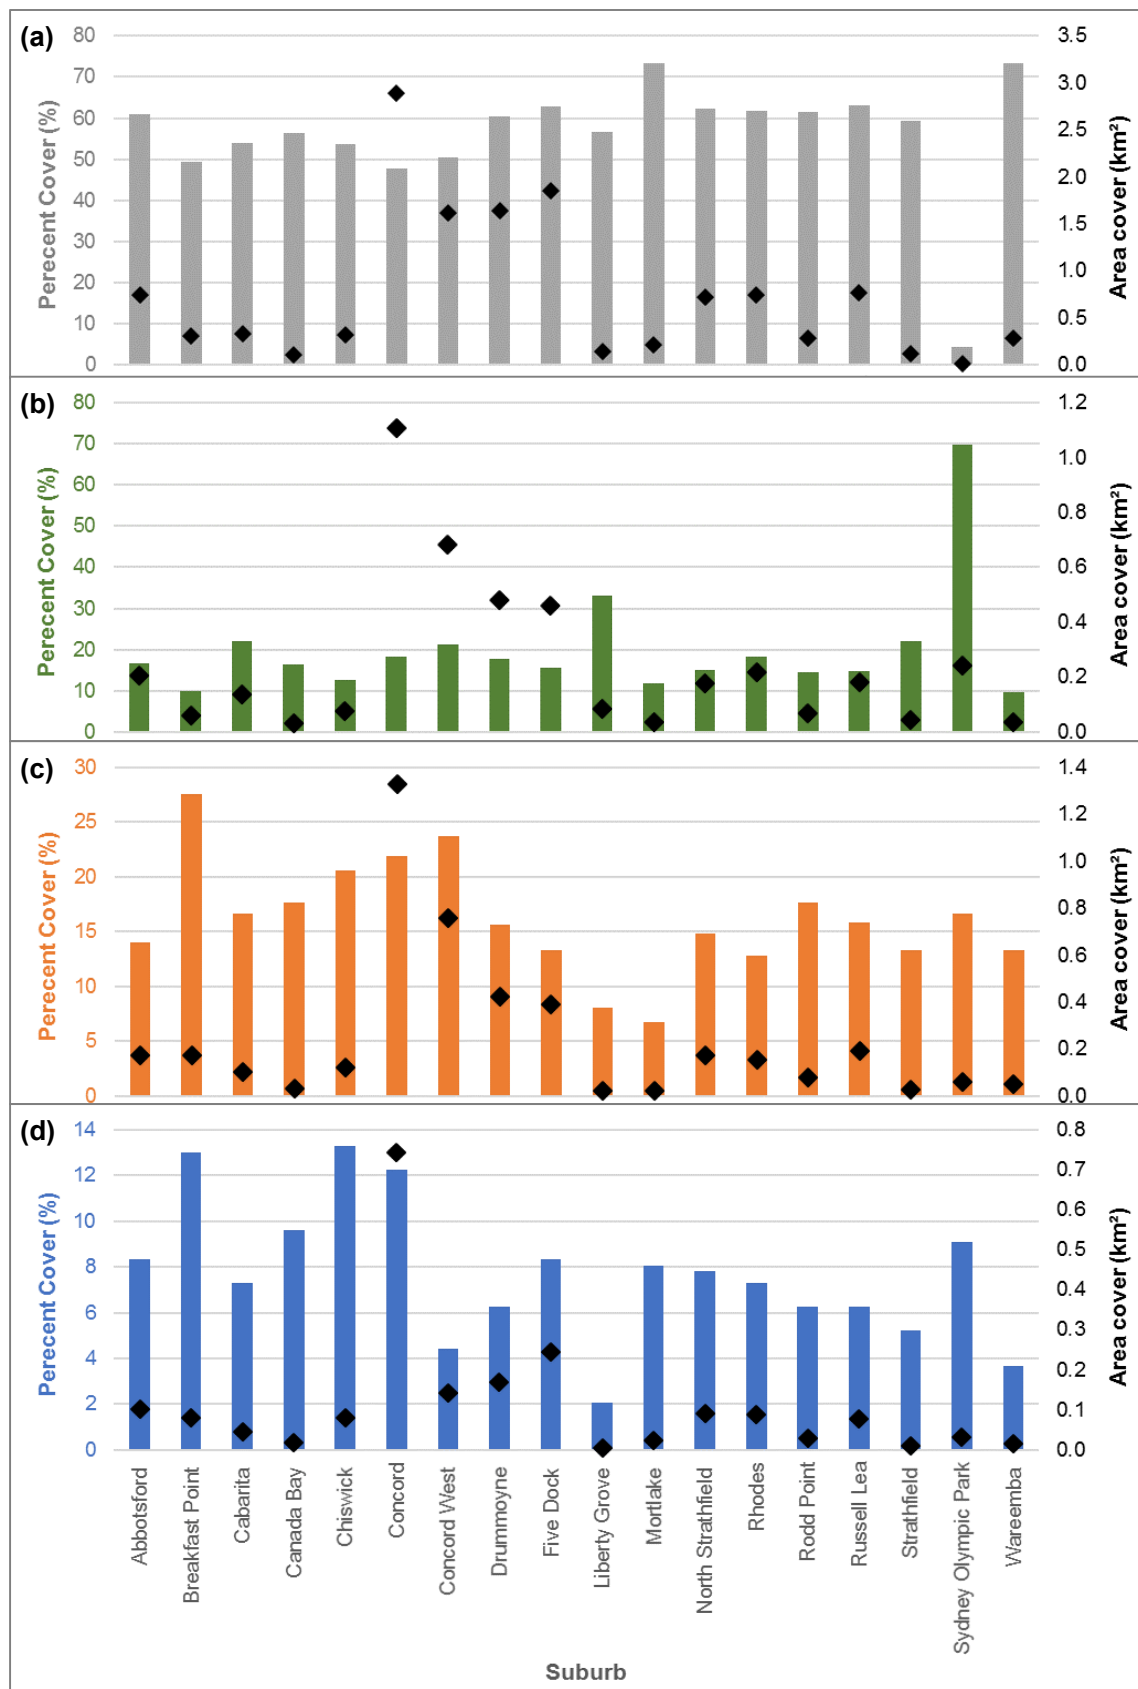 (a)
Perecent Cover (%)
80
70
60
50
40
30
20
10
0
3.5
3.0
2.5
2.0
1.5
1.0
0.5
0.0
Area cover (km²)
(b)
Perecent Cover (%)
80
70
60
50
40
30
20
10
0
1.2
1.0
0.8
0.6
0.4
0.2
0.0
Area cover (km²)
(c)
Perecent Cover (%)
30
25
20
15
10
5
0
1.4
1.2
1.0
0.8
0.6
0.4
0.2
0.0
Area cover (km²)
(d)
Perecent Cover (%)
14
12
10
8
6
4
2
0
0.8
0.7
0.6
0.5
0.4
0.3
0.2
0.1
0.0
Area cover (km²)
Abbotsford
Breakfast Point
Cabarita
Canada Bay
Chiswick
Concord
Concord West
Drummoyne
Five Dock
Liberty Grove
Mortlake
North Strathfield
Rhodes
Rodd Point
Russell Lea
Strathfield
Sydney Olympic Park
Wareemba
Suburb